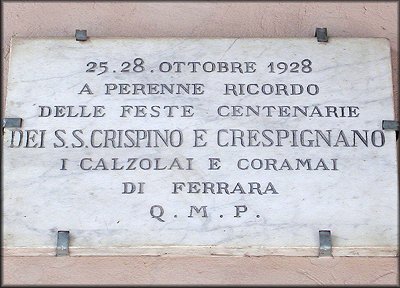 25.28.OTTOBRE 1928
A PERENNE RICORDO
DELLE FESTE CENTENARIE
DEI S.S.CRISPINO E CRESPIGNANO
I CALZOLAI E CORAMAI
DI FERRARA
Q.M.P.